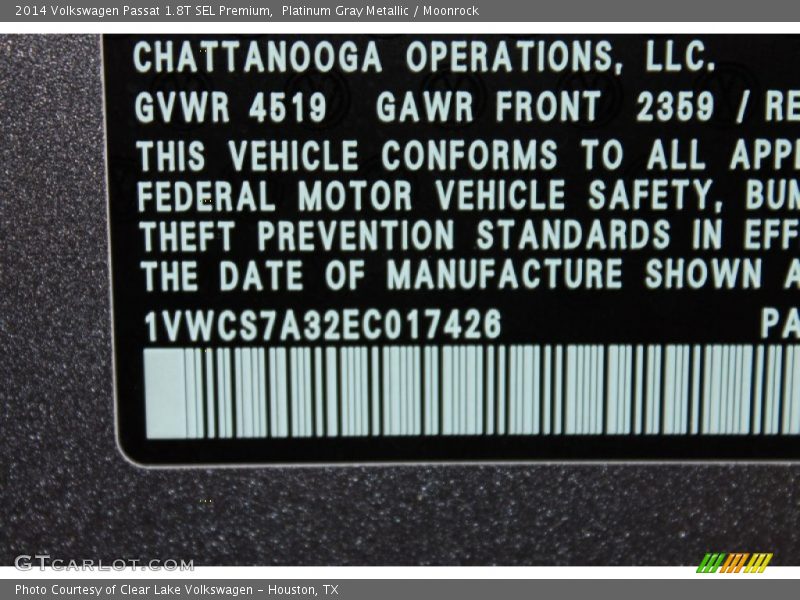 2014 Volkswagen Passat 1.8T SEL Premium,  Platinum Gray Metallic / Moonrock
CHATTANOOGA OPERATIONS, LLC.
GVWR 4519 GAWR FRONT 2359 / RE
THIS VEHICLE CONFORMS TO ALL APPL
FEDERAL MOTOR VEHICLE SAFETY, BUM
THEFT PREVENTION STANDARDS IN EFF
THE DATE OF MANUFACTURE SHOWN A
1VWCS7A32EC017426 PA
GTCARLOT.COM
Photo Courtesy of Clear Lake Volkswagen – Houston, TX